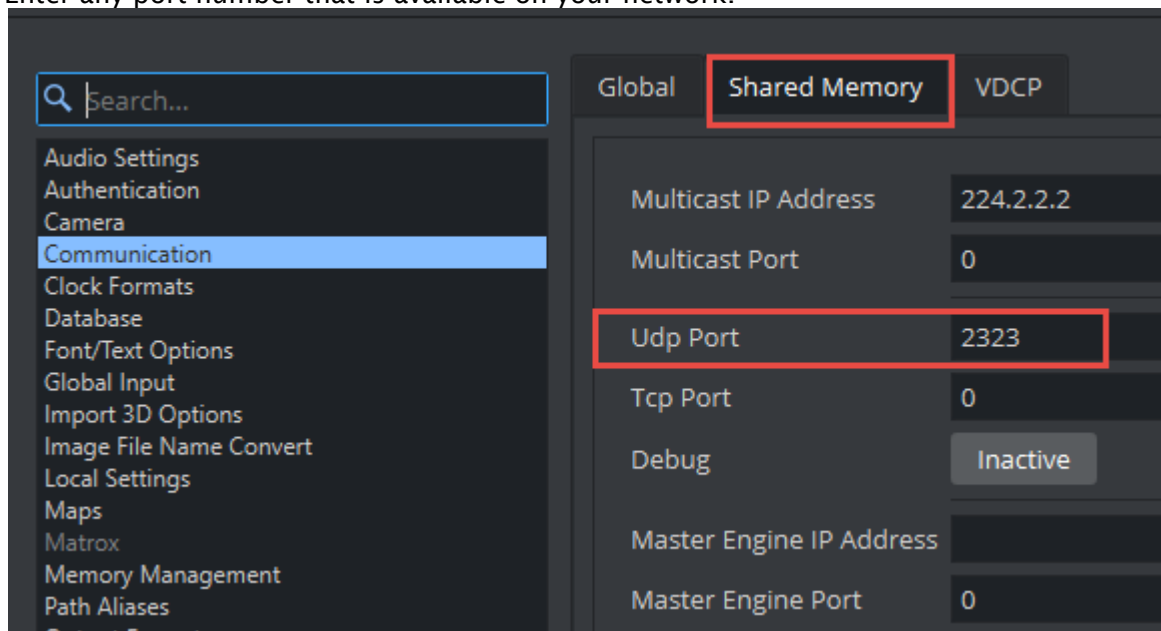 Enter any port number that is available on your network.
Search...
Audio Settings
Authentication
Camera
Communication
Clock Formats
Database
Font/Text Options
Global Input
Import 3D Options
Image File Name Convert
Local Settings
Maps
Matrox
Memory Management
Path Aliases
Global Shared Memory VDCP
Multicast IP Address 224.2.2.2
Multicast Port 0
Udp Port 2323
Tcp Port 0
Debug Inactive
Master Engine IP Address
Master Engine Port 0